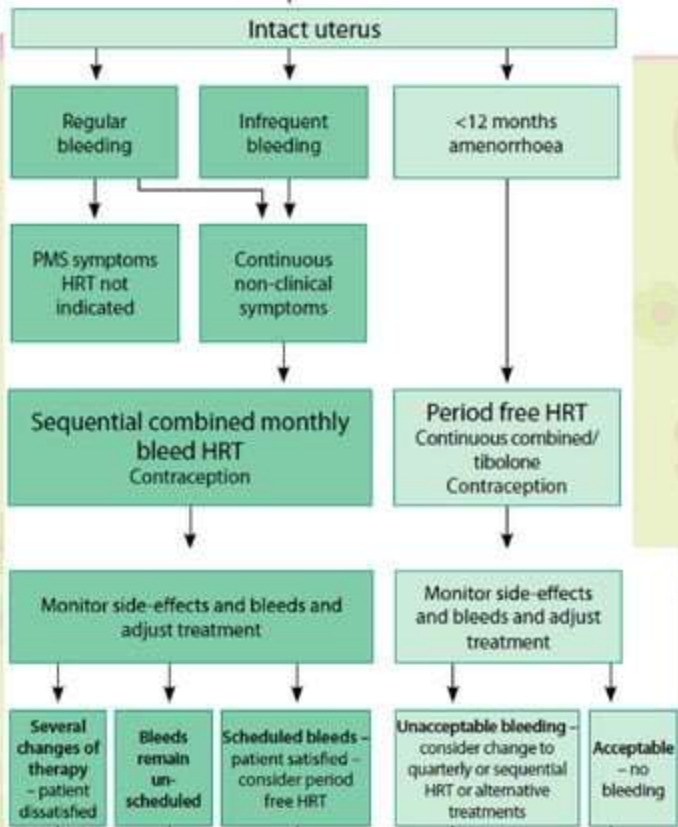 Intact uterus
Regular
bleeding
Infrequent
bleeding
<12 months
amenorrhoea
PMS symptoms
HRT not
indicated
Continuous
non-clinical
symptoms
Sequential combined monthly
bleed HRT
Contraception
Period free HRT
Continuous combined/
tibolone
Contraception
Monitor side-effects and bleeds and
adjust treatment
Monitor side-effects
and bleeds and adjust
treatment
Several
changes of
therapy
– patient
dissatisfied
Bleeds
remain
un-
scheduled
Scheduled bleeds –
patient satisfied –
consider period
free HRT
Unacceptable bleeding –
consider change to
quarterly or sequential
HRT or alternative
treatments
Acceptable
– no
bleeding